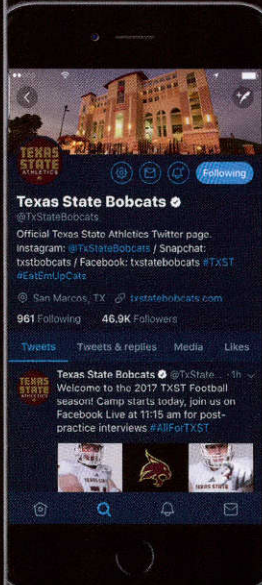 TEXAS
STATE
ATHLETICS
Following
Texas State Bobcats
@TxStateBobcats
Official Texas State Athletics Twitter page.
Instagram: @TxStateBobcats / Snapchat:
txstbobcats / Facebook: txstatebobcats #TXST
#EatEmUpCats
San Marcos, TX txstatebobcats.com
961 Following 46.9K Followers
Tweets Tweets & replies Media Likes
TEXAS
STATE
Texas State Bobcats @TxState... · 1h
Welcome to the 2017 TXST Football
season! Camp starts today, join us on
Facebook Live at 11:15 am for post-
practice interviews #AllForTXST